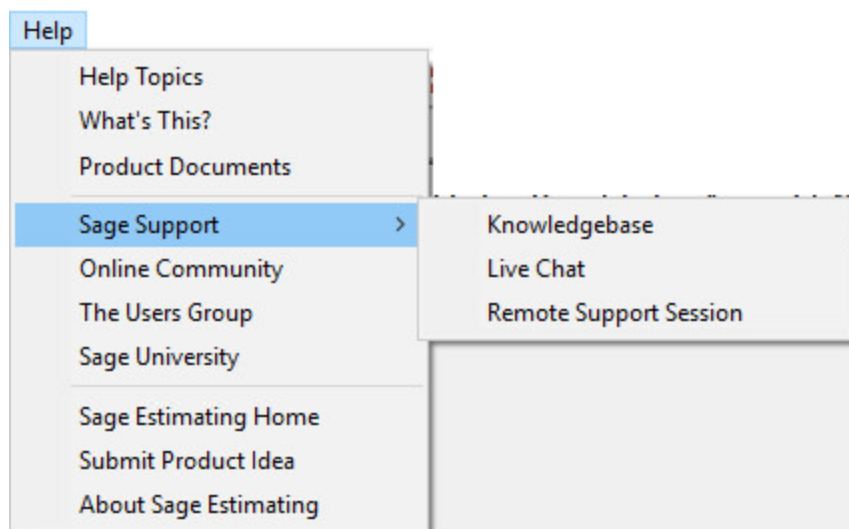 Help
Help Topics
What's This?
Product Documents
Sage Support
Knowledgebase
Live Chat
Remote Support Session
Online Community
The Users Group
Sage University
Sage Estimating Home
Submit Product Idea
About Sage Estimating